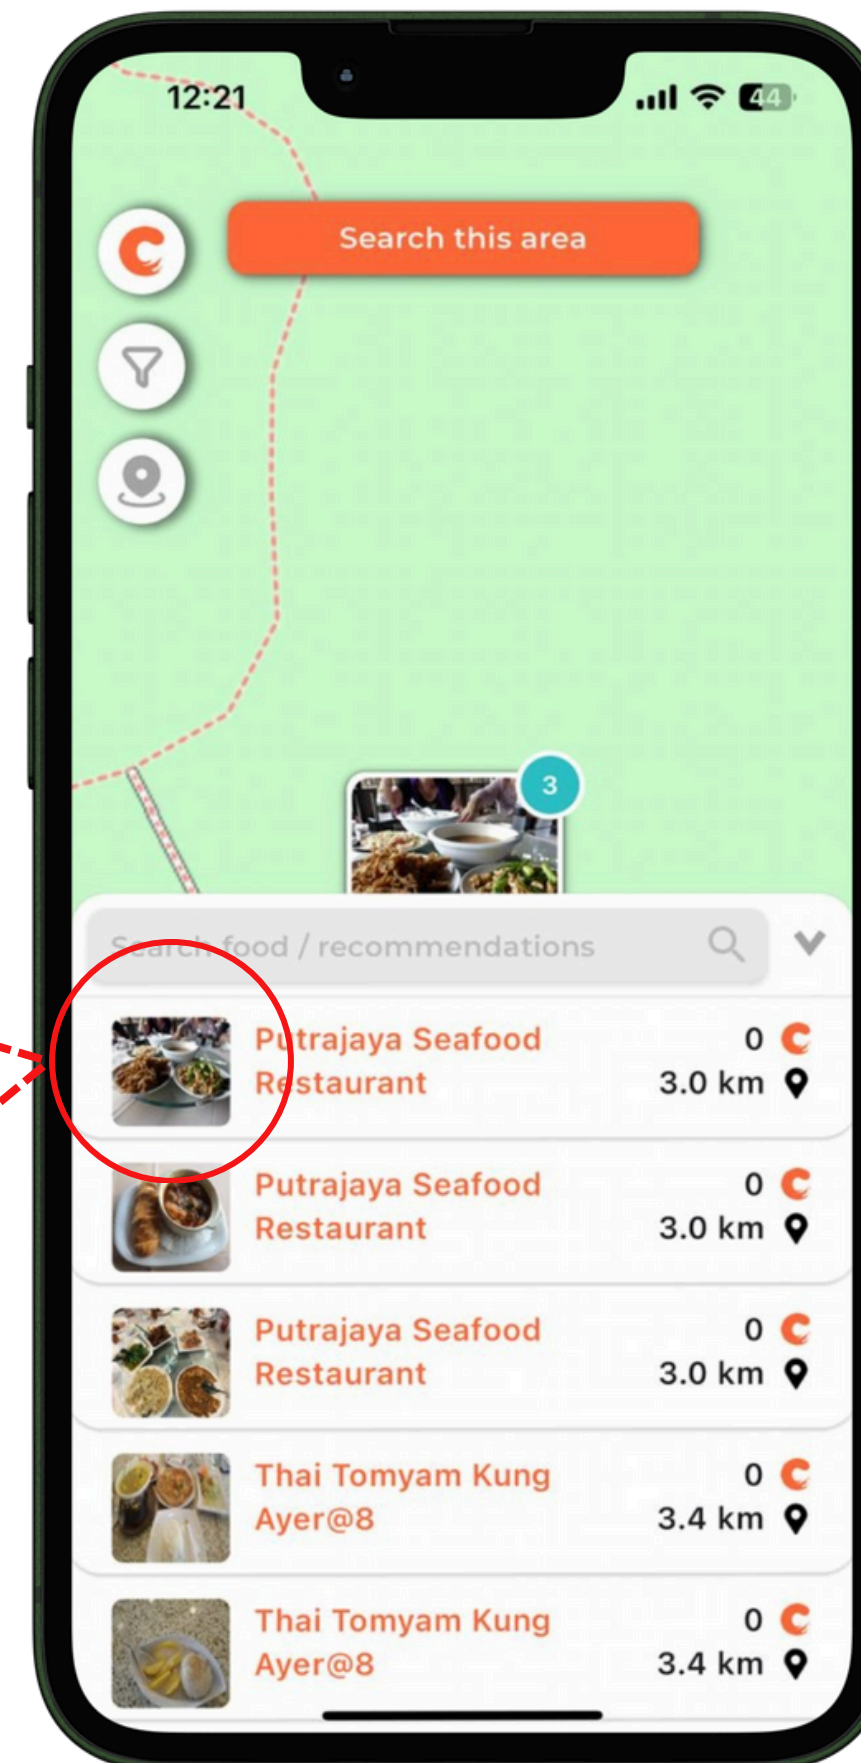 12:21
44
Search this area
3
Search food / recommendations
Putrajaya Seafood
Restaurant
0
3.0 km
Putrajaya Seafood
Restaurant
0
3.0 km
Putrajaya Seafood
Restaurant
0
3.0 km
Thai Tomyam Kung
Ayer@8
0
3.4 km
Thai Tomyam Kung
Ayer@8
0
3.4 km